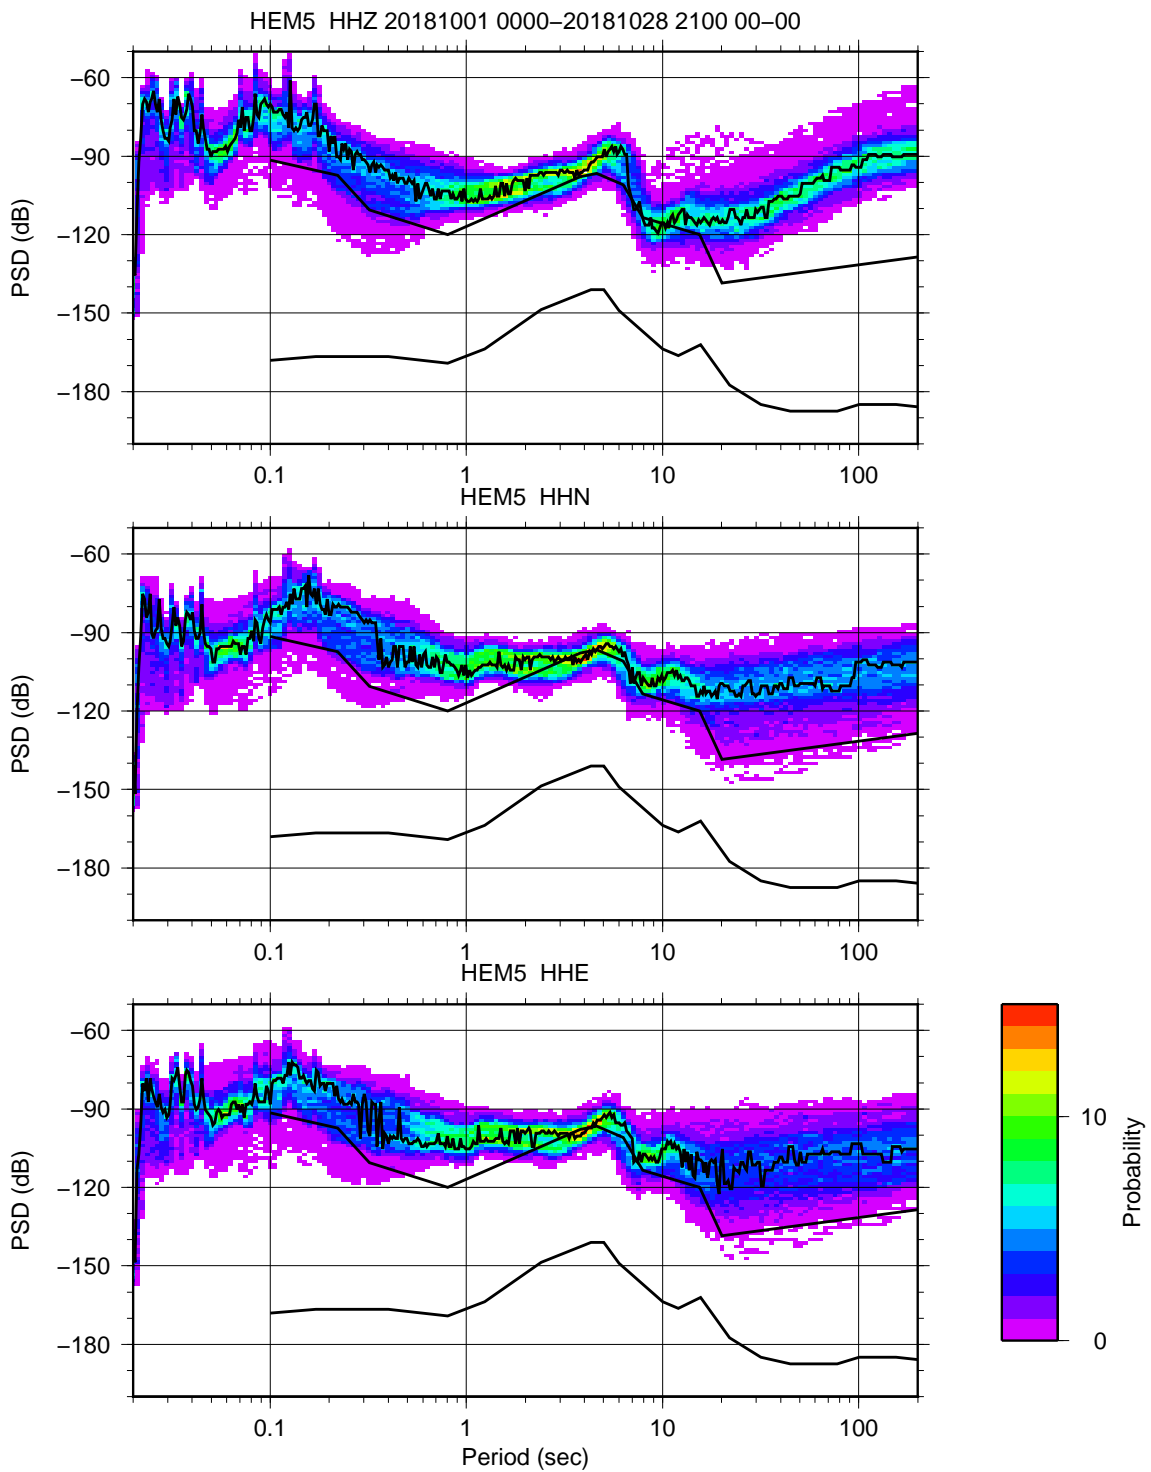 HEM5 HHZ 20181001 0000−20181028 2100 00−00
−60
−90
−120
−150
−180
PSD (dB)
0.1 1 10 100
HEM5 HHN
−60
−90
−120
−150
−180
PSD (dB)
0.1 1 10 100
HEM5 HHE
−60
−90
−120
−150
−180
PSD (dB)
0.1 1 10 100
Period (sec)
10
0
Probability